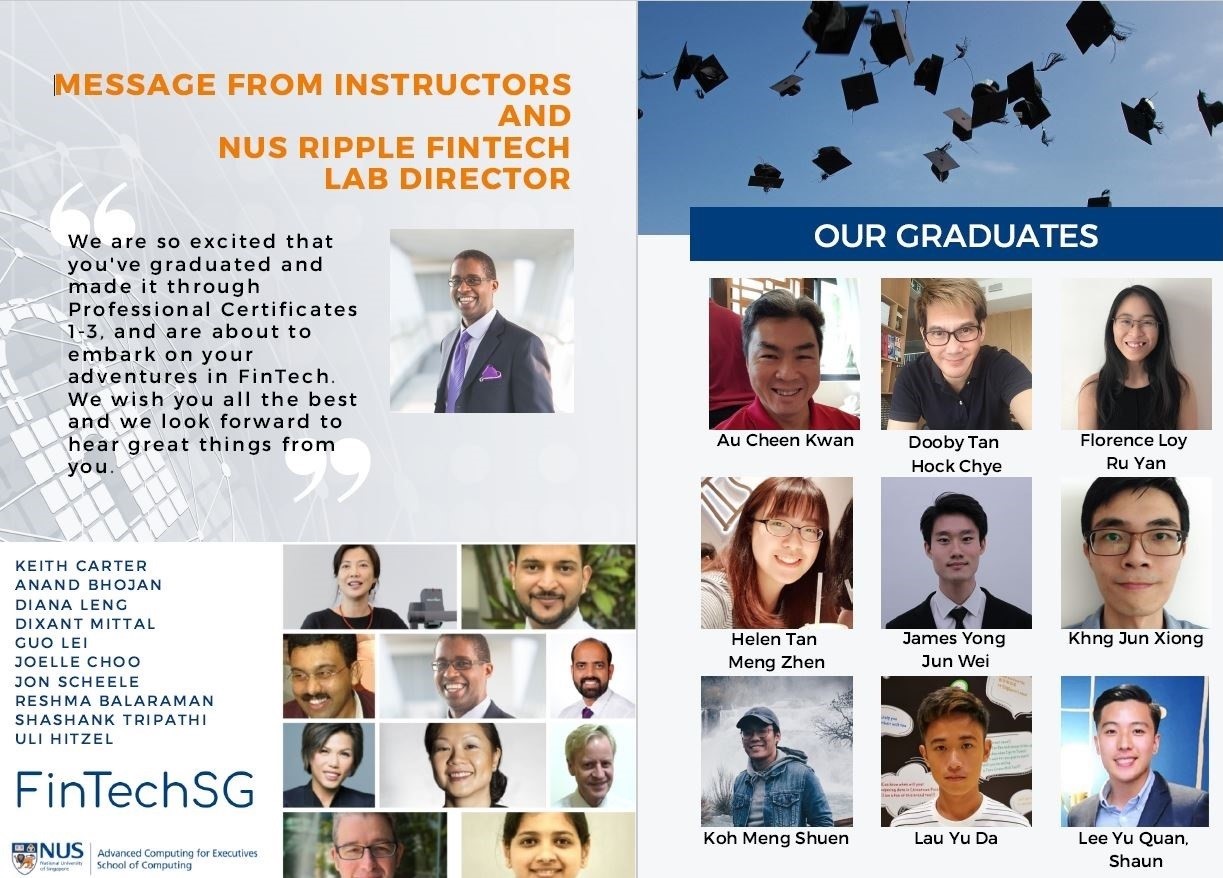 MESSAGE FROM INSTRUCTORS
AND
NUS RIPPLE FINTECH
LAB DIRECTOR
We are so excited that
you've graduated and
made it through
Professional Certificates
1-3, and are about to
embark on your
adventures in FinTech.
We wish you all the best
and we look forward to
hear great things from
you.
KEITH CARTER
ANAND BHOJAN
DIANA LENG
DIXANT MITTAL
GUO LEI
JOELLE CHOO
JON SCHEELE
RESHMA BALARAMAN
SHASHANK TRIPATHI
ULI HITZEL
FinTechSG
NUS
National University
of Singapore
Advanced Computing for Executives
School of Computing
OUR GRADUATES
Au Cheen Kwan
Dooby Tan
Hock Chye
Florence Loy
Ru Yan
Helen Tan
Meng Zhen
James Yong
Jun Wei
Khng Jun Xiong
Koh Meng Shuen
Lau Yu Da
Lee Yu Quan,
Shaun